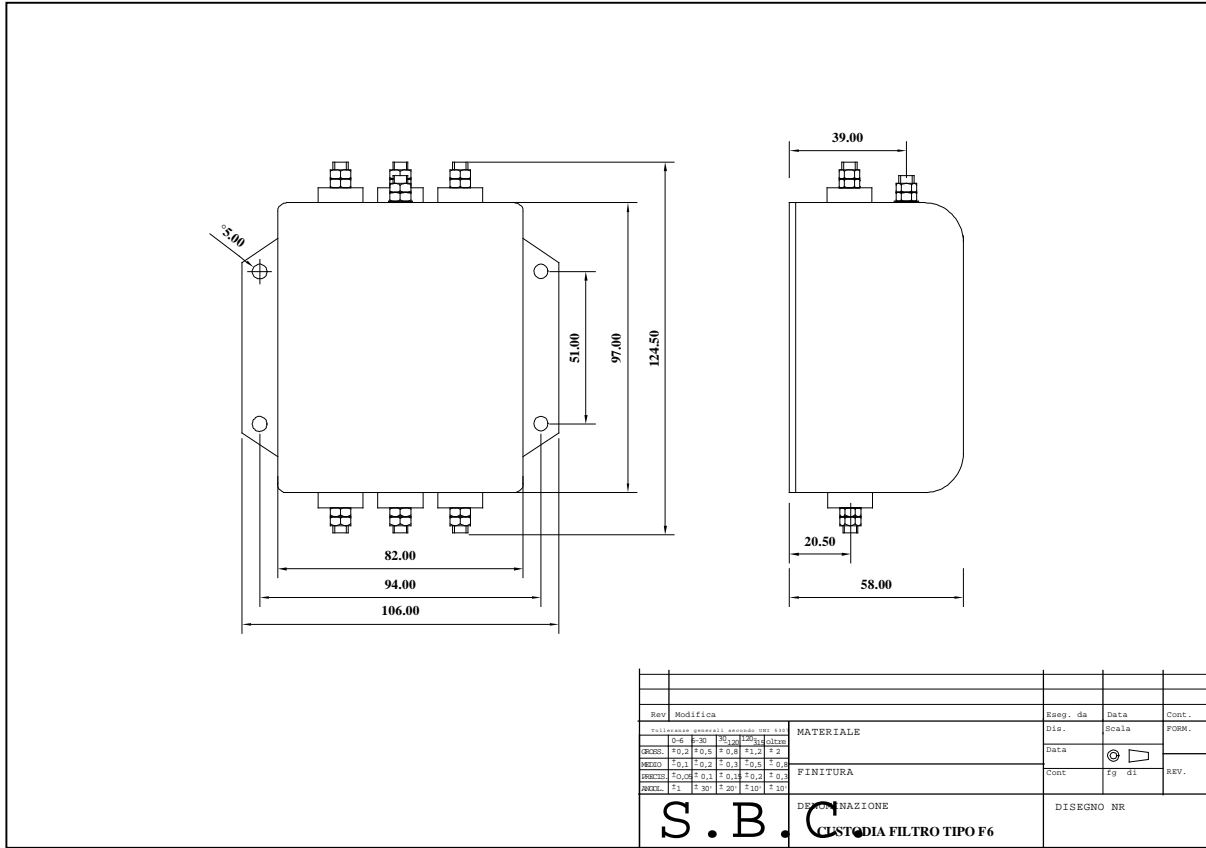 39.00
°5.00
51.00
97.00
124.50
82.00
94.00
106.00
20.50
58.00
Rev Modifica Eseg. da Data Cont.
Tolleranze generali secondo UNI
0-6 6-30 30-120 120-315 oltre
GROSS. ±0,2 ±0,5 ±0,8 ±1,2 ±2
MEDIO ±0,1 ±0,2 ±0,3 ±0,5 ±0,8
PRECIS. ±0,05 ±0,1 ±0,15 ±0,2 ±0,3
ANGOL. ±1 ±30' ±20' ±10' ±10'
MATERIALE
FINITURA
Dis. Scala FORM.
Data
Cont fg di REV.
S.B.C.
DENOMINAZIONE
CUSTODIA FILTRO TIPO F6
DISEGNO NR